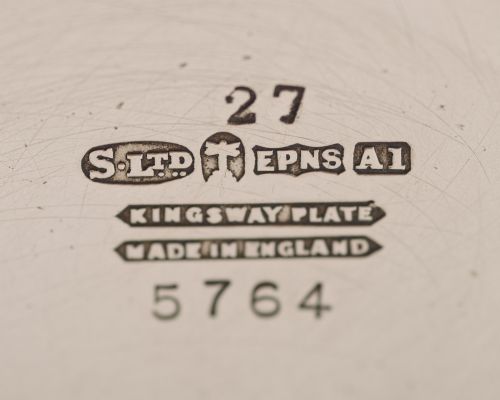 27
S·LTD EPNS A1
KINGSWAY PLATE
MADE IN ENGLAND
5764